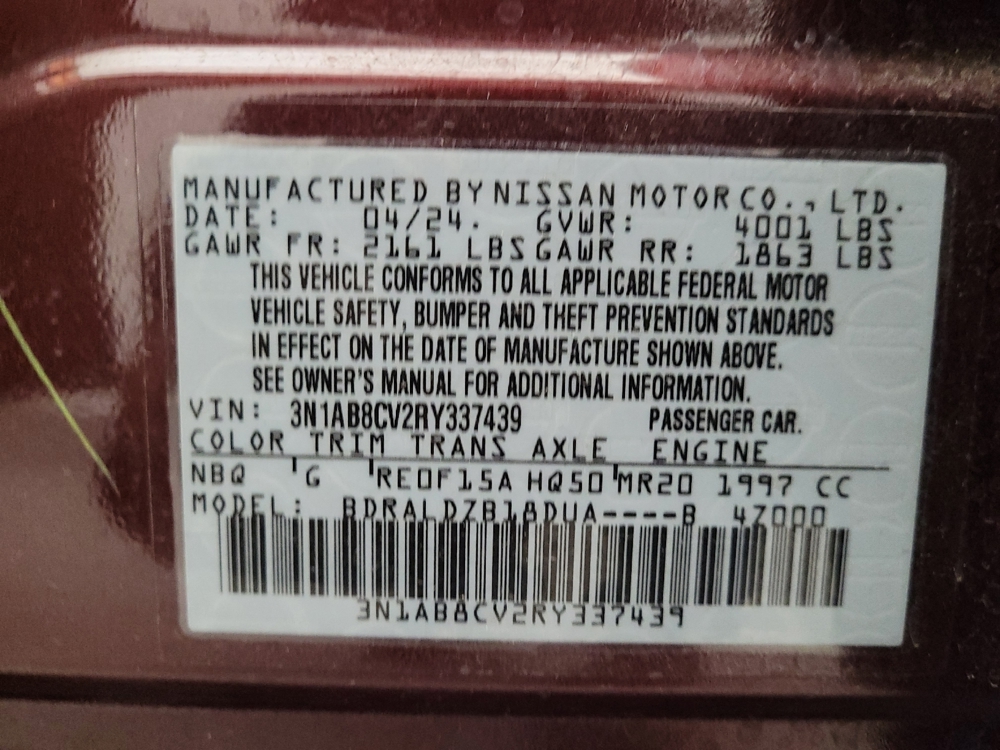 MANUFACTURED BY NISSAN MOTOR CO., LTD.
DATE: 04/24. GVWR: 4001 LBS
GAWR FR: 2161 LBS GAWR RR: 1863 LBS
THIS VEHICLE CONFORMS TO ALL APPLICABLE FEDERAL MOTOR
VEHICLE SAFETY, BUMPER AND THEFT PREVENTION STANDARDS
IN EFFECT ON THE DATE OF MANUFACTURE SHOWN ABOVE.
SEE OWNER'S MANUAL FOR ADDITIONAL INFORMATION.
VIN: 3N1AB8CV2RY337439 PASSENGER CAR.
COLOR TRIM TRANS AXLE ENGINE
NBQ G RE0F15A HQ50 MR20 1997 CC
MODEL: BDRALDZB18DUA----B 4Z000
3N1AB8CV2RY337439